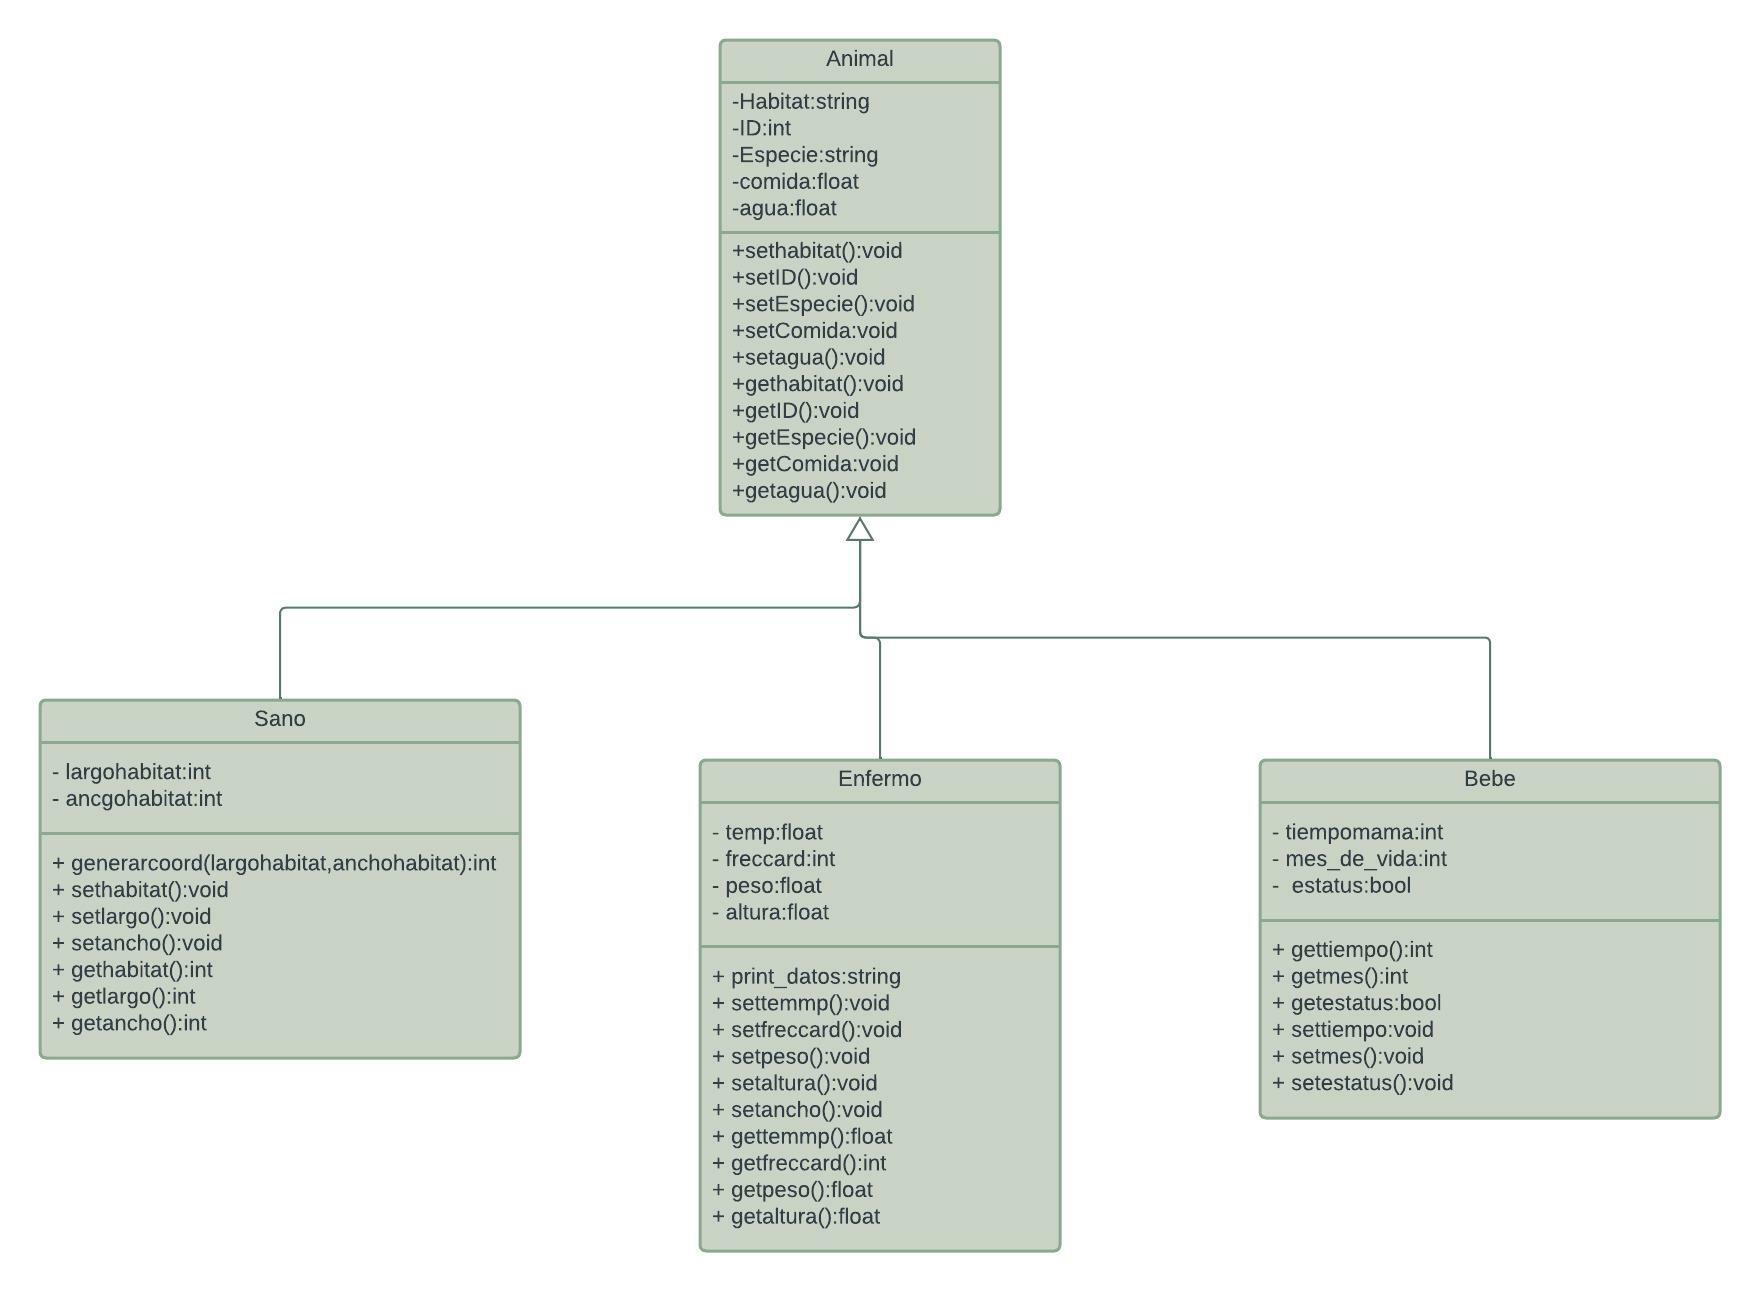 Animal
-Habitat:string
-ID:int
-Especie:string
-comida:float
-agua:float
+sethabitat():void
+setID():void
+setEspecie():void
+setComida:void
+setagua():void
+gethabitat():void
+getID():void
+getEspecie():void
+getComida:void
+getagua():void
Sano
- largohabitat:int
- ancgohabitat:int
+ generarcoord(largohabitat,anchohabitat):int
+ sethabitat():void
+ setlargo():void
+ setancho():void
+ gethabitat():int
+ getlargo():int
+ getancho():int
Enfermo
- temp:float
- freccard:int
- peso:float
- altura:float
+ print_datos:string
+ settemmp():void
+ setfreccard():void
+ setpeso():void
+ setaltura():void
+ setancho():void
+ gettemmp():float
+ getfreccard():int
+ getpeso():float
+ getaltura():float
Bebe
- tiempomama:int
- mes_de_vida:int
-  estatus:bool
+ gettiempo():int
+ getmes():int
+ getestatus:bool
+ settiempo:void
+ setmes():void
+ setestatus():void